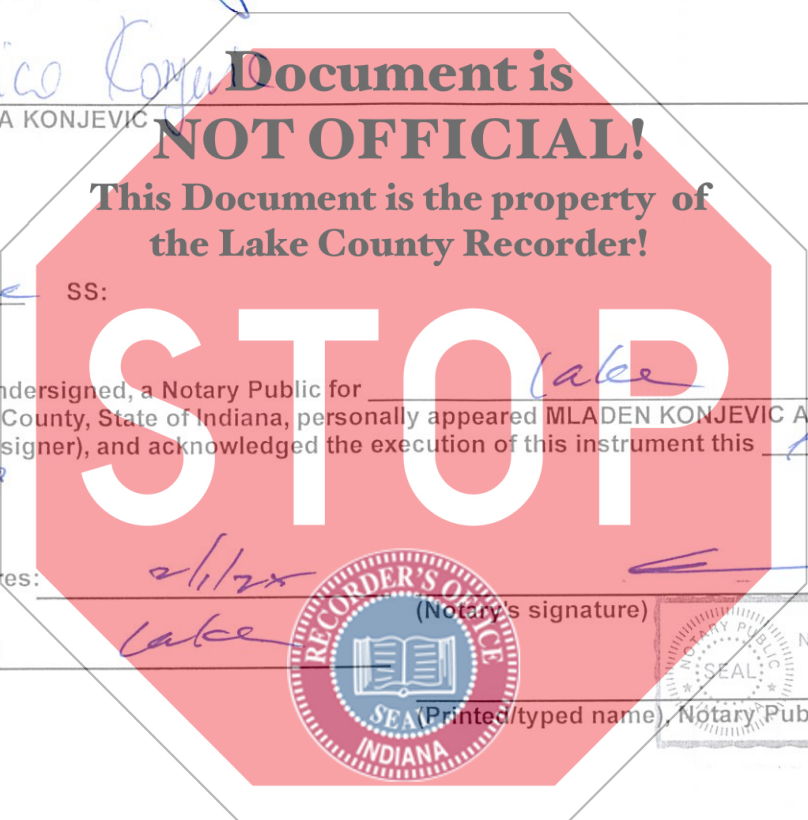 Document is
A KONJEVIC
NOT OFFICIAL!
This Document is the property of
the Lake County Recorder!
SS:
STOP
ndersigned, a Notary Public for Lake
County, State of Indiana, personally appeared MLADEN KONJEVIC A
signer), and acknowledged the execution of this instrument this
res:
RECORDER'S OFFICE
(Notary's signature)
Lake
NOTARY PUBLIC
SEAL
SEAL
(Printed/typed name), Notary Pub
INDIANA